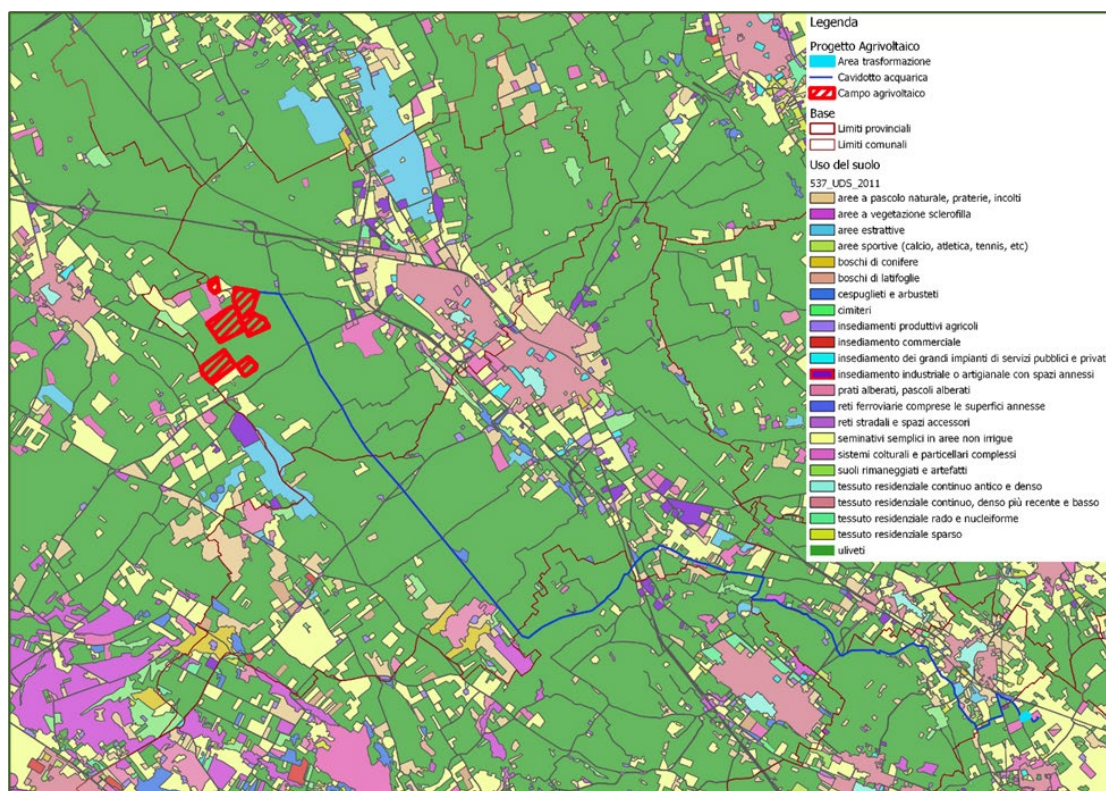 Legenda
Progetto Agrivoltaico
Area trasformazione
Cavidotto acquarica
Campo agrivoltaico
Base
Limiti provinciali
Limiti comunali
Uso del suolo
537_UDS_2011
aree a pascolo naturale, praterie, incolti
aree a vegetazione sclerofilla
aree estrattive
aree sportive (calcio, atletica, tennis, etc)
boschi di conifere
boschi di latifoglie
cespuglieti e arbusteti
cimiteri
insediamenti produttivi agricoli
insediamento commerciale
insediamento dei grandi impianti di servizi pubblici e privat
insediamento industriale o artigianale con spazi annessi
prati alberati, pascoli alberati
reti ferroviarie comprese le superfici annesse
reti stradali e spazi accessori
seminativi semplici in aree non irrigue
sistemi colturali e particellari complessi
suoli rimaneggiati e artefatti
tessuto residenziale continuo antico e denso
tessuto residenziale continuo, denso più recente e basso
tessuto residenziale rado e nucleiforme
tessuto residenziale sparso
uliveti